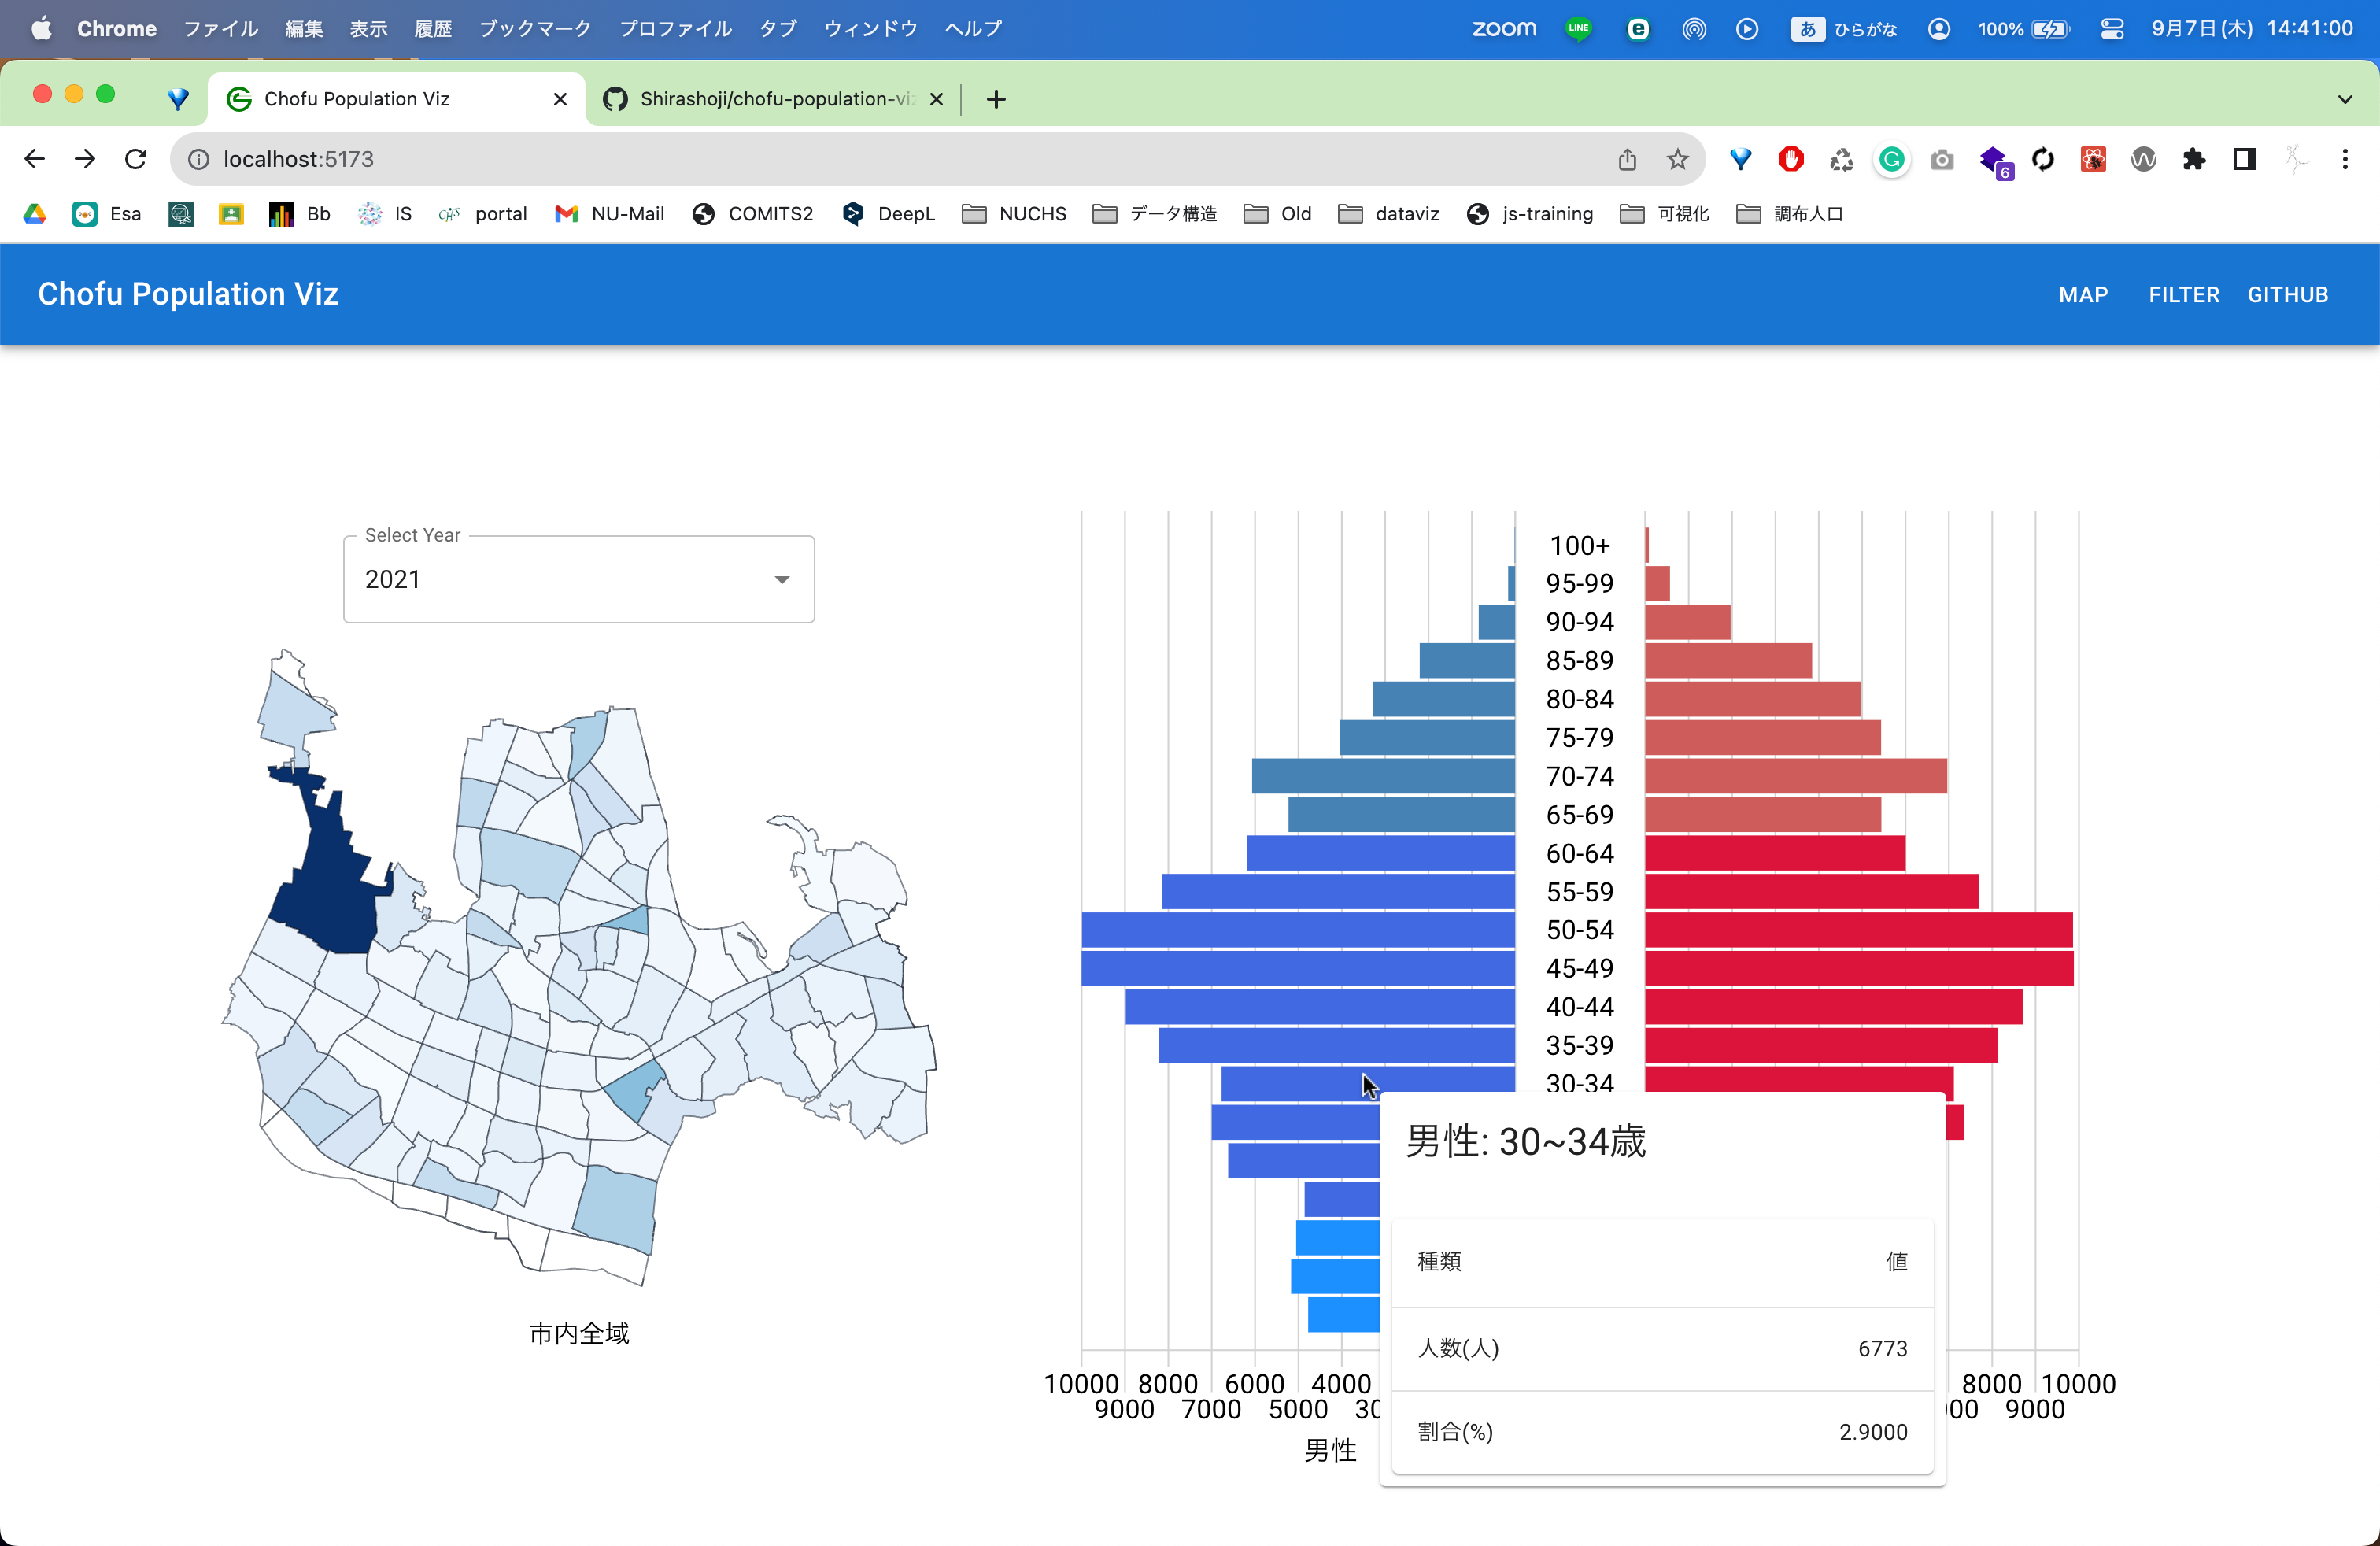 Chrome ファイル 編集 表示 履歴 ブックマーク プロファイル タブ ウィンドウ ヘルプ zoom LINE あ ひらがな 100% 9月7日(木) 14:41:00
Chofu Population Viz Shirashoji/chofu-population-viz
localhost:5173 6
Esa Bb IS portal NU-Mail COMITS2 DeepL NUCHS データ構造 Old dataviz js-training 可視化 調布人口
Chofu Population Viz MAP FILTER GITHUB
Select Year
2021
市内全域
100+
95-99
90-94
85-89
80-84
75-79
70-74
65-69
60-64
55-59
50-54
45-49
40-44
35-39
30-34
男性: 30~34歳
種類 値
人数(人) 6773
割合(%) 2.9000
10000 8000 6000 4000 8000 10000
9000 7000 5000 9000
男性